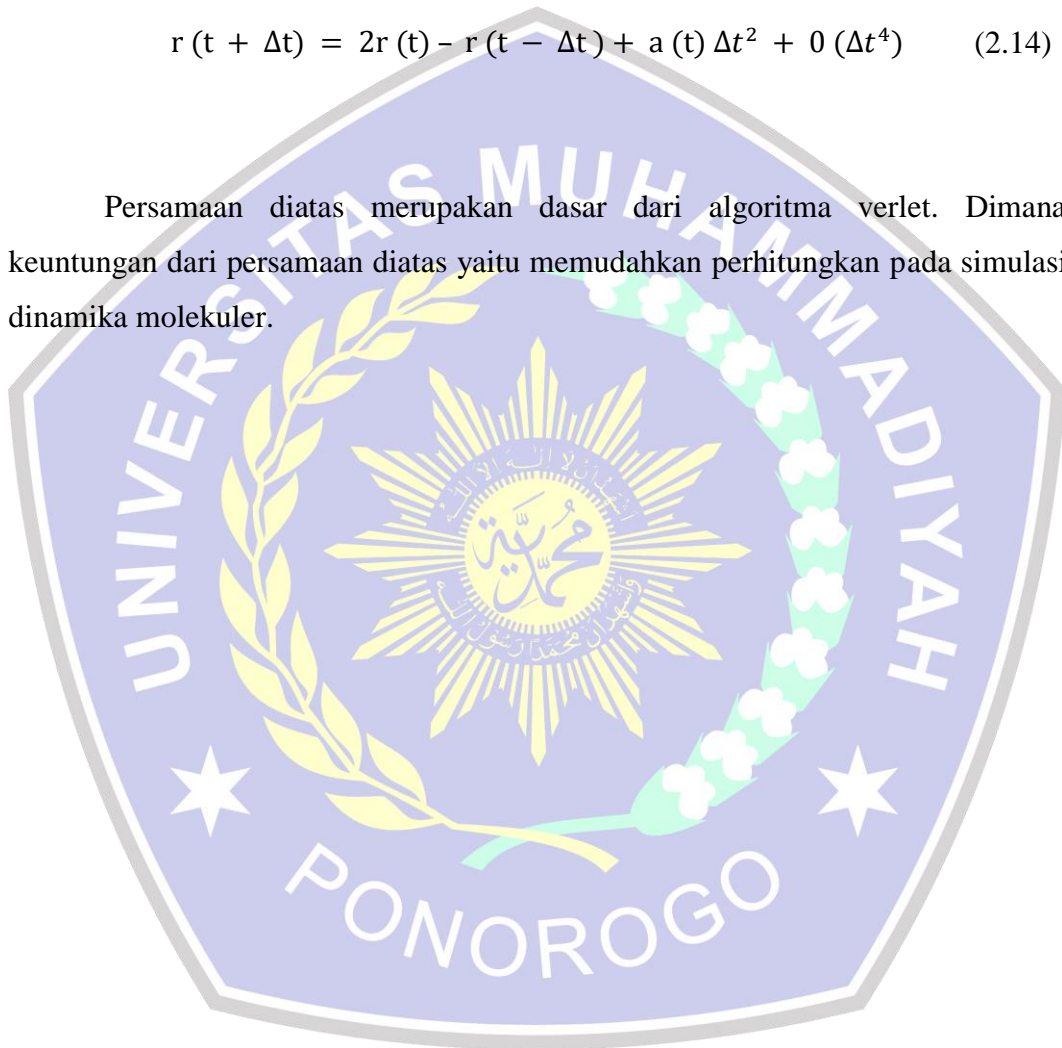 r (t + Δt) = 2r (t) – r (t − Δt) + a (t) Δt² + 0 (Δt⁴) (2.14)
UNIVERSITAS MUHAMMADIYAH
Persamaan diatas merupakan dasar dari algoritma verlet. Dimana
keuntungan dari persamaan diatas yaitu memudahkan perhitungkan pada simulasi
dinamika molekuler.
محمدية
PONOROGO